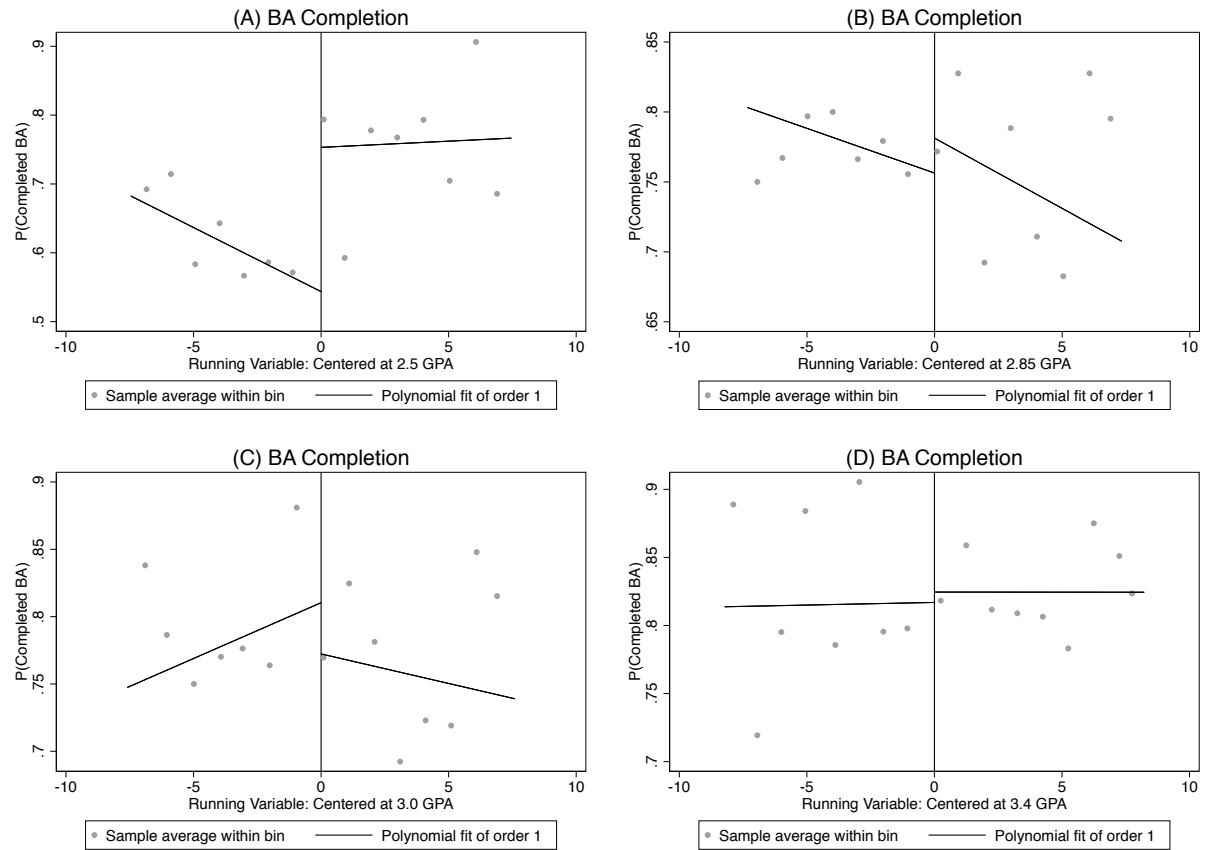 (A) BA Completion
P(Completed BA)
.9
.8
.7
.6
.5
-10 -5 0 5 10
Running Variable: Centered at 2.5 GPA
Sample average within bin Polynomial fit of order 1
(B) BA Completion
P(Completed BA)
.85
.8
.75
.7
.65
-10 -5 0 5 10
Running Variable: Centered at 2.85 GPA
Sample average within bin Polynomial fit of order 1
(C) BA Completion
P(Completed BA)
.9
.85
.8
.75
.7
-10 -5 0 5 10
Running Variable: Centered at 3.0 GPA
Sample average within bin Polynomial fit of order 1
(D) BA Completion
P(Completed BA)
.9
.85
.8
.75
.7
-10 -5 0 5 10
Running Variable: Centered at 3.4 GPA
Sample average within bin Polynomial fit of order 1